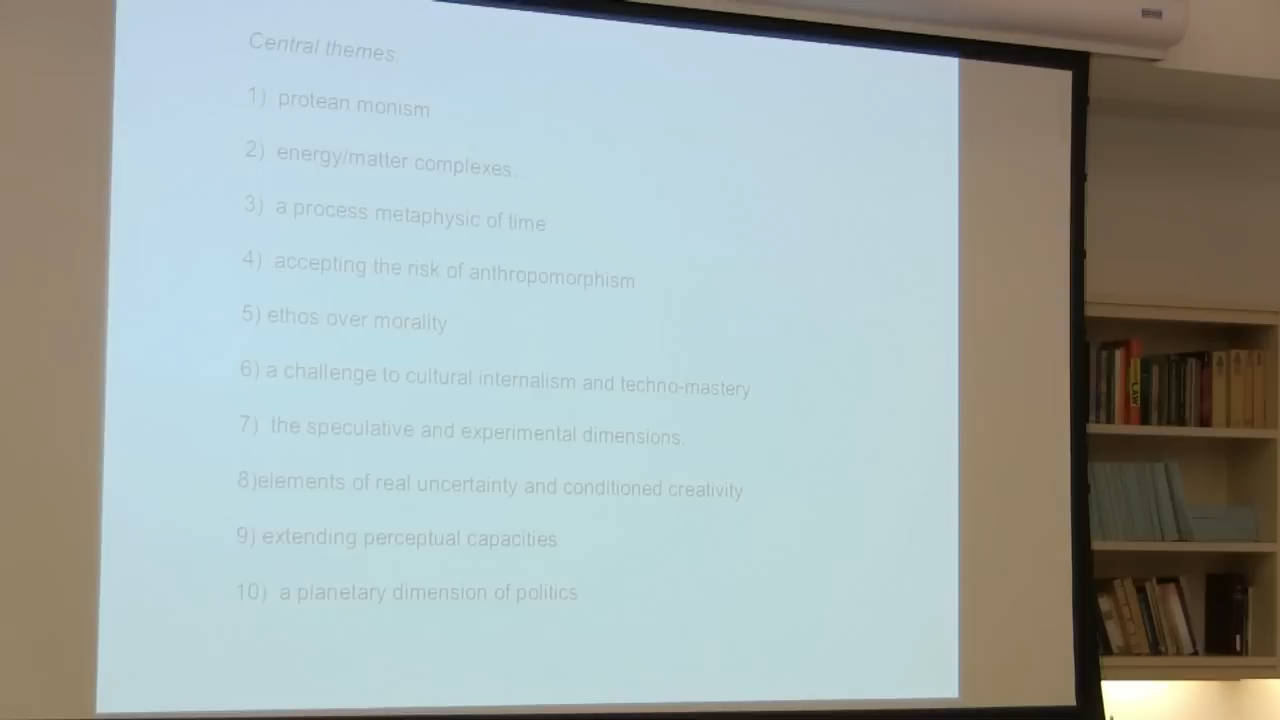 Central themes.
1) protean monism
2) energy/matter complexes.
3) a process metaphysic of time
4) accepting the risk of anthropomorphism
5) ethos over morality
6) a challenge to cultural internalism and techno-mastery
7) the speculative and experimental dimensions.
8)elements of real uncertainty and conditioned creativity
9) extending perceptual capacities
10) a planetary dimension of politics
LAW